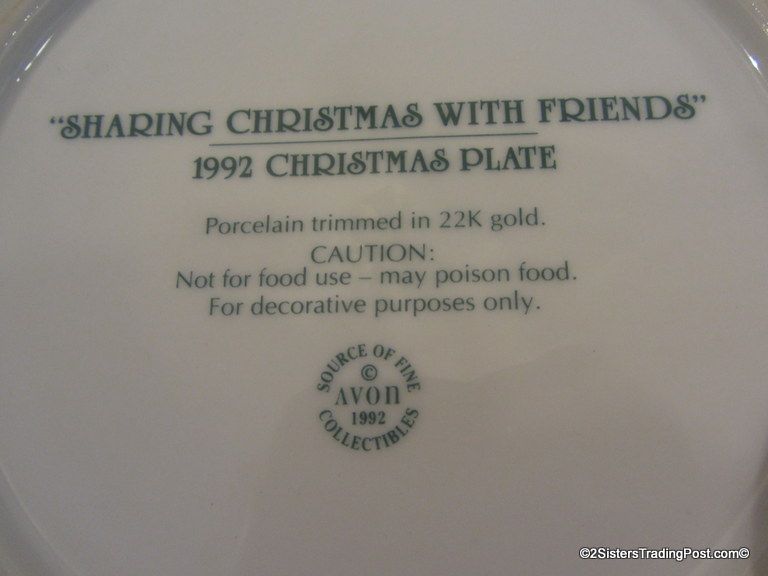 “SHARING CHRISTMAS WITH FRIENDS”
1992 CHRISTMAS PLATE
Porcelain trimmed in 22K gold.
CAUTION:
Not for food use – may poison food.
For decorative purposes only.
SOURCE OF FINE
©
AVON
1992
COLLECTIBLES
©2SistersTradingPost.com©